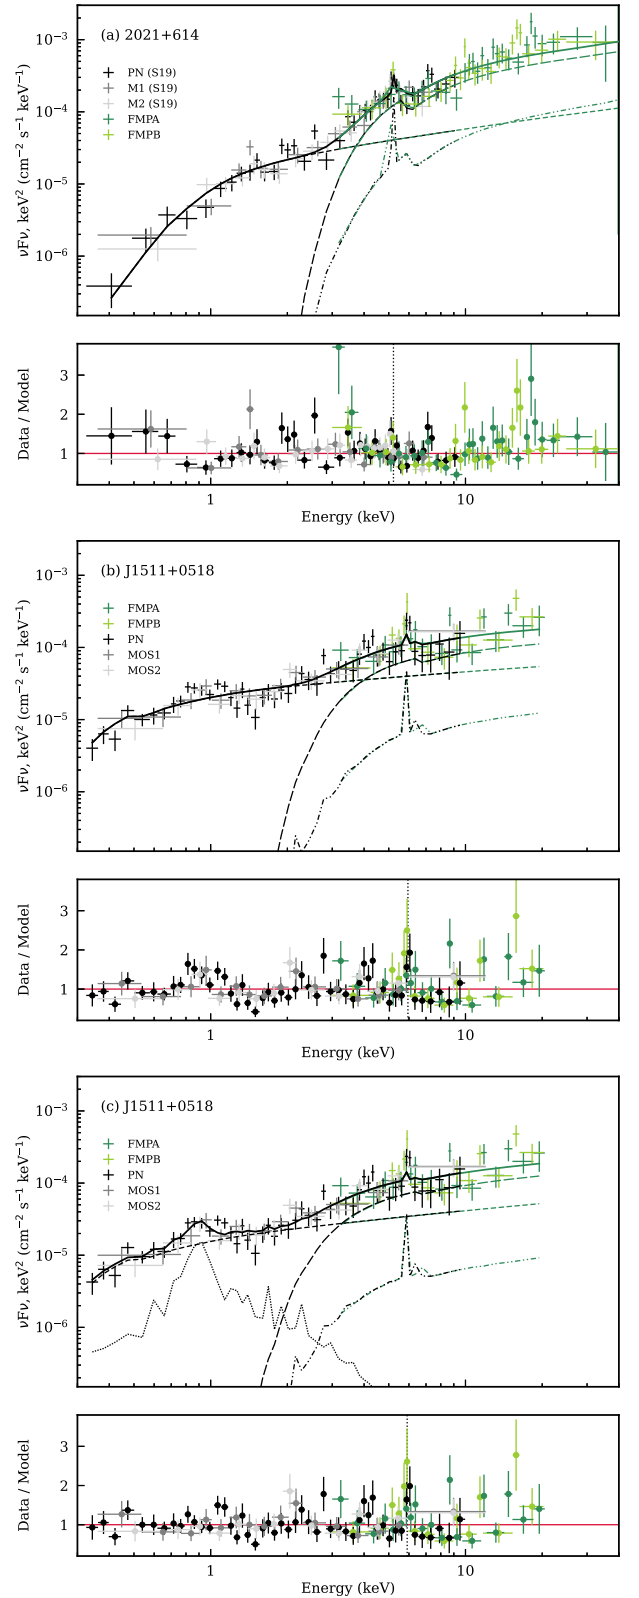 (a) 2021+614
PN (S19)
M1 (S19)
M2 (S19)
FMPA
FMPB
10⁻³
10⁻⁴
10⁻⁵
10⁻⁶
νFν, keV² (cm⁻² s⁻¹ keV⁻¹)
3
2
1
Data / Model
1
10
Energy (keV)
(b) J1511+0518
FMPA
FMPB
PN
MOS1
MOS2
10⁻³
10⁻⁴
10⁻⁵
10⁻⁶
νFν, keV² (cm⁻² s⁻¹ keV⁻¹)
3
2
1
Data / Model
1
10
Energy (keV)
(c) J1511+0518
FMPA
FMPB
PN
MOS1
MOS2
10⁻³
10⁻⁴
10⁻⁵
10⁻⁶
νFν, keV² (cm⁻² s⁻¹ keV⁻¹)
3
2
1
Data / Model
1
10
Energy (keV)